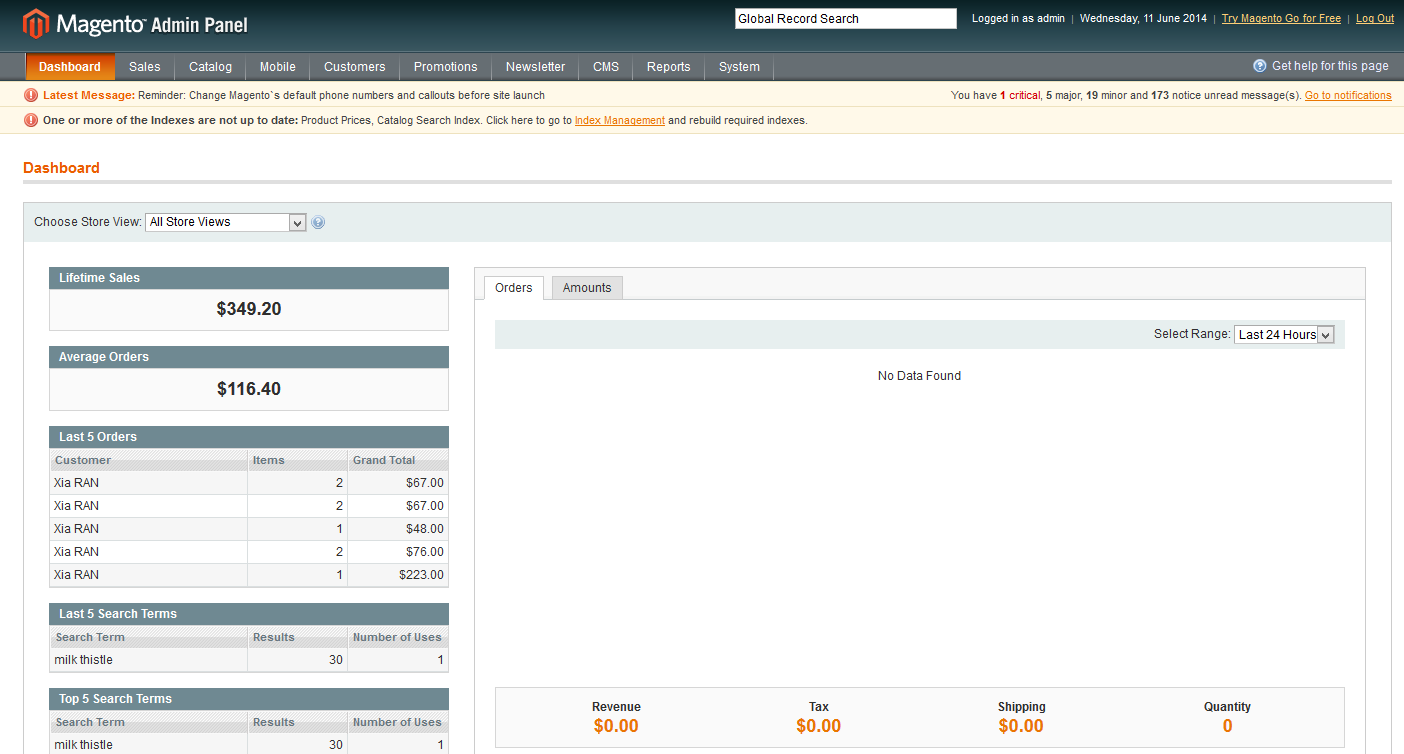 Magento™ Admin Panel
Global Record Search
Logged in as admin | Wednesday, 11 June 2014 | Try Magento Go for Free | Log Out
Dashboard Sales Catalog Mobile Customers Promotions Newsletter CMS Reports System
Get help for this page
Latest Message: Reminder: Change Magento`s default phone numbers and callouts before site launch
You have 1 critical, 5 major, 19 minor and 173 notice unread message(s). Go to notifications
One or more of the Indexes are not up to date: Product Prices, Catalog Search Index. Click here to go to Index Management and rebuild required indexes.
Dashboard
Choose Store View: All Store Views
Lifetime Sales
$349.20
Average Orders
$116.40
Last 5 Orders
Customer Items Grand Total
Xia RAN 2 $67.00
Xia RAN 2 $67.00
Xia RAN 1 $48.00
Xia RAN 2 $76.00
Xia RAN 1 $223.00
Last 5 Search Terms
Search Term Results Number of Uses
milk thistle 30 1
Top 5 Search Terms
Search Term Results Number of Uses
milk thistle 30 1
Orders Amounts
Select Range: Last 24 Hours
No Data Found
Revenue Tax Shipping Quantity
$0.00 $0.00 $0.00 0